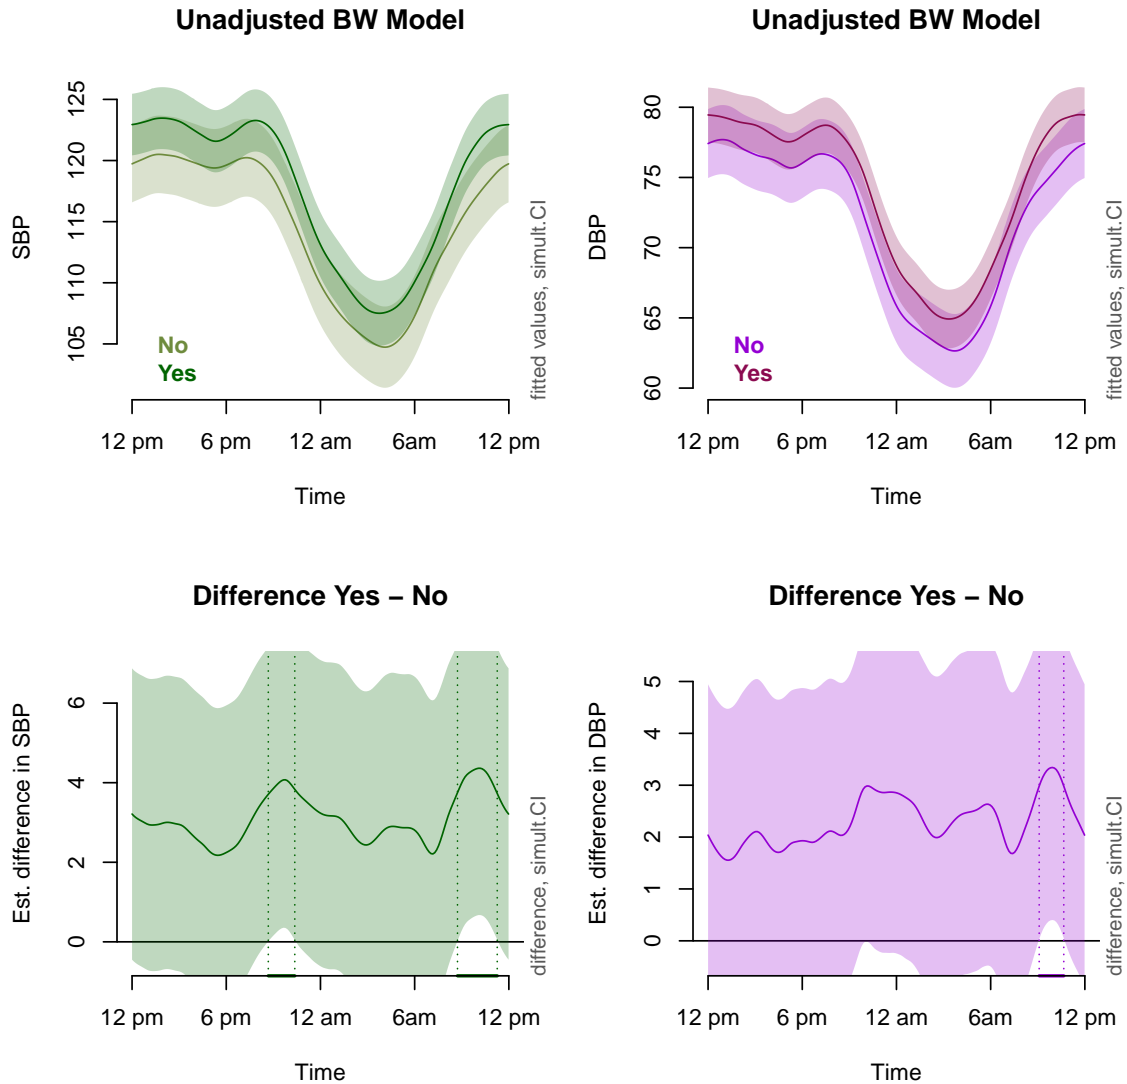 Unadjusted BW Model
SBP
125
120
115
110
105
No
Yes
12 pm
6 pm
12 am
6am
12 pm
Time
fitted values, simult.CI
Unadjusted BW Model
DBP
80
75
70
65
60
No
Yes
12 pm
6 pm
12 am
6am
12 pm
Time
fitted values, simult.CI
Difference Yes – No
Est. difference in SBP
6
4
2
0
12 pm
6 pm
12 am
6am
12 pm
Time
difference, simult.CI
Difference Yes – No
Est. difference in DBP
5
4
3
2
1
0
12 pm
6 pm
12 am
6am
12 pm
Time
difference, simult.CI